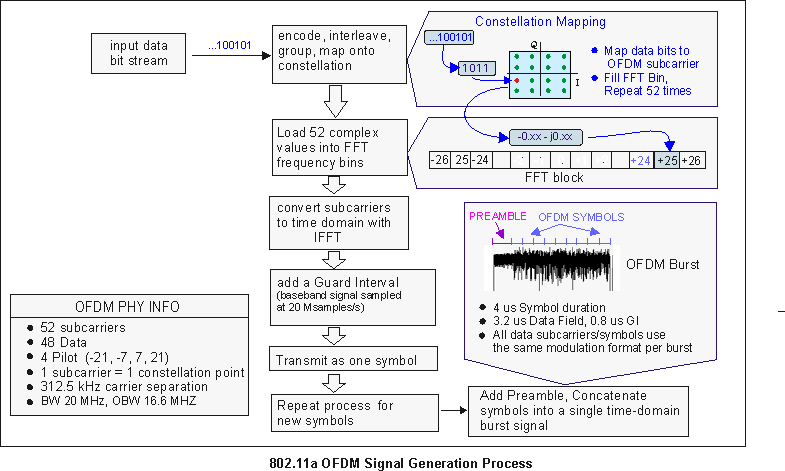 input data
bit stream
...100101
encode, interleave,
group, map onto
constellation
Constellation Mapping
...100101
1011
Q
I
Map data bits to
OFDM subcarrier
Fill FFT Bin,
Repeat 52 times
Load 52 complex
values into FFT
frequency bins
-0.xx - j0.xx
-26 25 -24 +24 +25 +26
FFT block
convert subcarriers
to time domain with
IFFT
PREAMBLE OFDM SYMBOLS
OFDM Burst
4 us Symbol duration
3.2 us Data Field, 0.8 us GI
All data subcarriers/symbols use
the same modulation format per burst
add a Guard Interval
(baseband signal sampled
at 20 Msamples/s)
OFDM PHY INFO
52 subcarriers
48 Data
4 Pilot (-21, -7, 7, 21)
1 subcarrier = 1 constellation point
312.5 kHz carrier separation
BW 20 MHz, OBW 16.6 MHZ
Transmit as one symbol
Repeat process for
new symbols
Add Preamble, Concatenate
symbols into a single time-domain
burst signal
802.11a OFDM Signal Generation Process